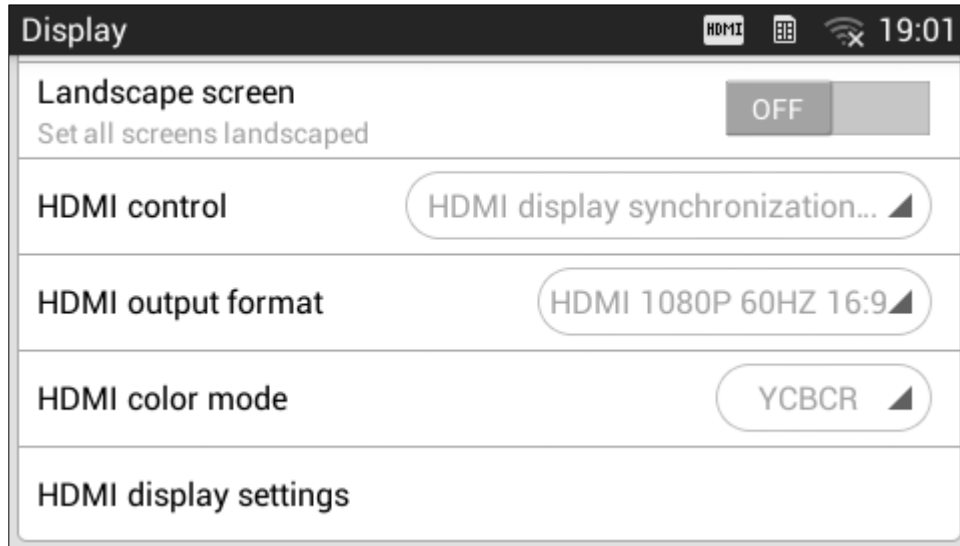 Display
HDMI
19:01
Landscape screen
OFF
Set all screens landscaped
HDMI control
HDMI display synchronization...
HDMI output format
HDMI 1080P 60HZ 16:9
HDMI color mode
YCBCR
HDMI display settings